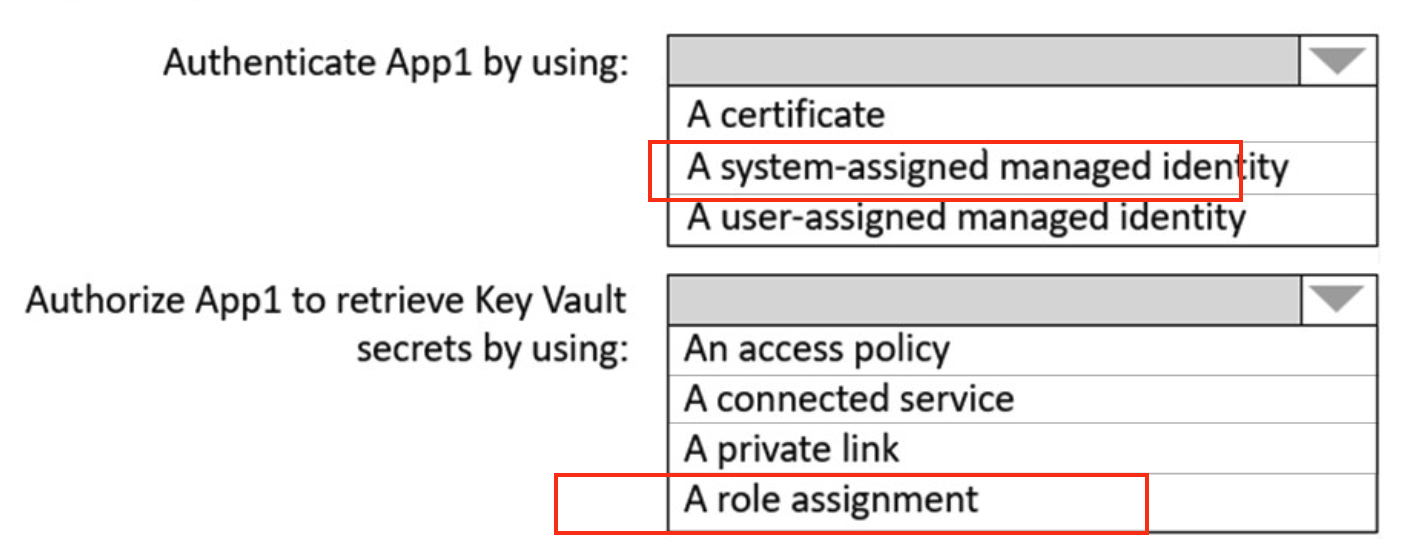 Authenticate App1 by using:
A certificate
A system-assigned managed identity
A user-assigned managed identity
Authorize App1 to retrieve Key Vault
secrets by using:
An access policy
A connected service
A private link
A role assignment